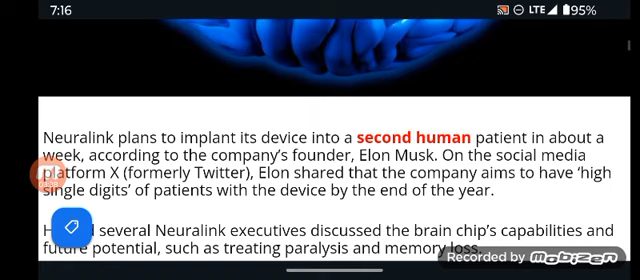 7:16
LTE 95%
Neuralink plans to implant its device into a second human patient in about a
week, according to the company's founder, Elon Musk. On the social media
platform X (formerly Twitter), Elon shared that the company aims to have 'high
single digits' of patients with the device by the end of the year.
several Neuralink executives discussed the brain chip's capabilities and
future potential, such as treating paralysis and memory loss.
Recorded by mobizen